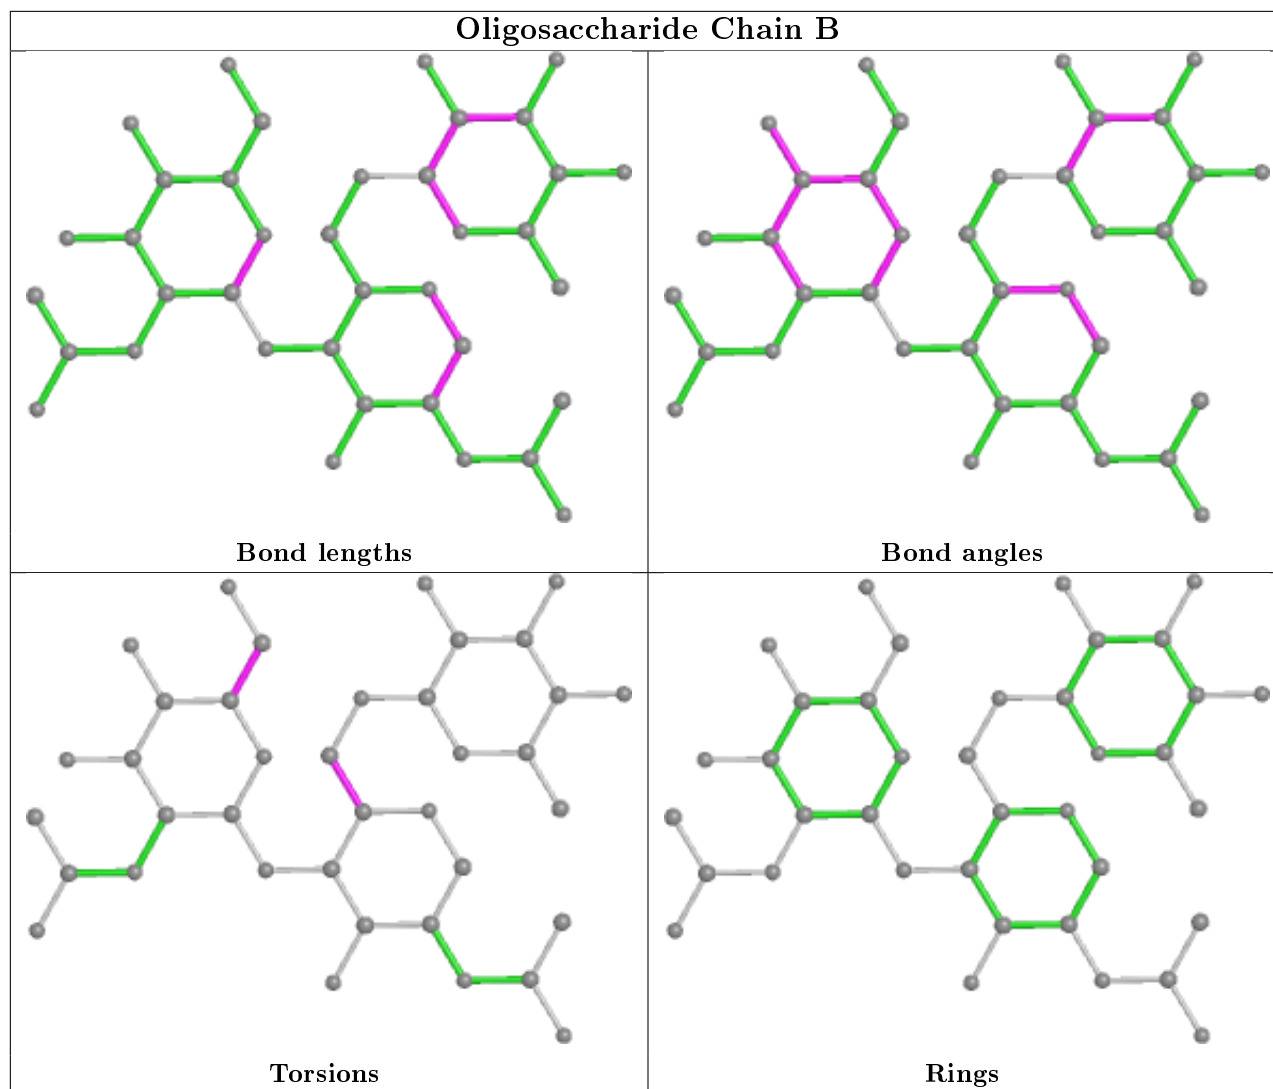 Oligosaccharide Chain B
Bond lengths
Bond angles
Torsions
Rings